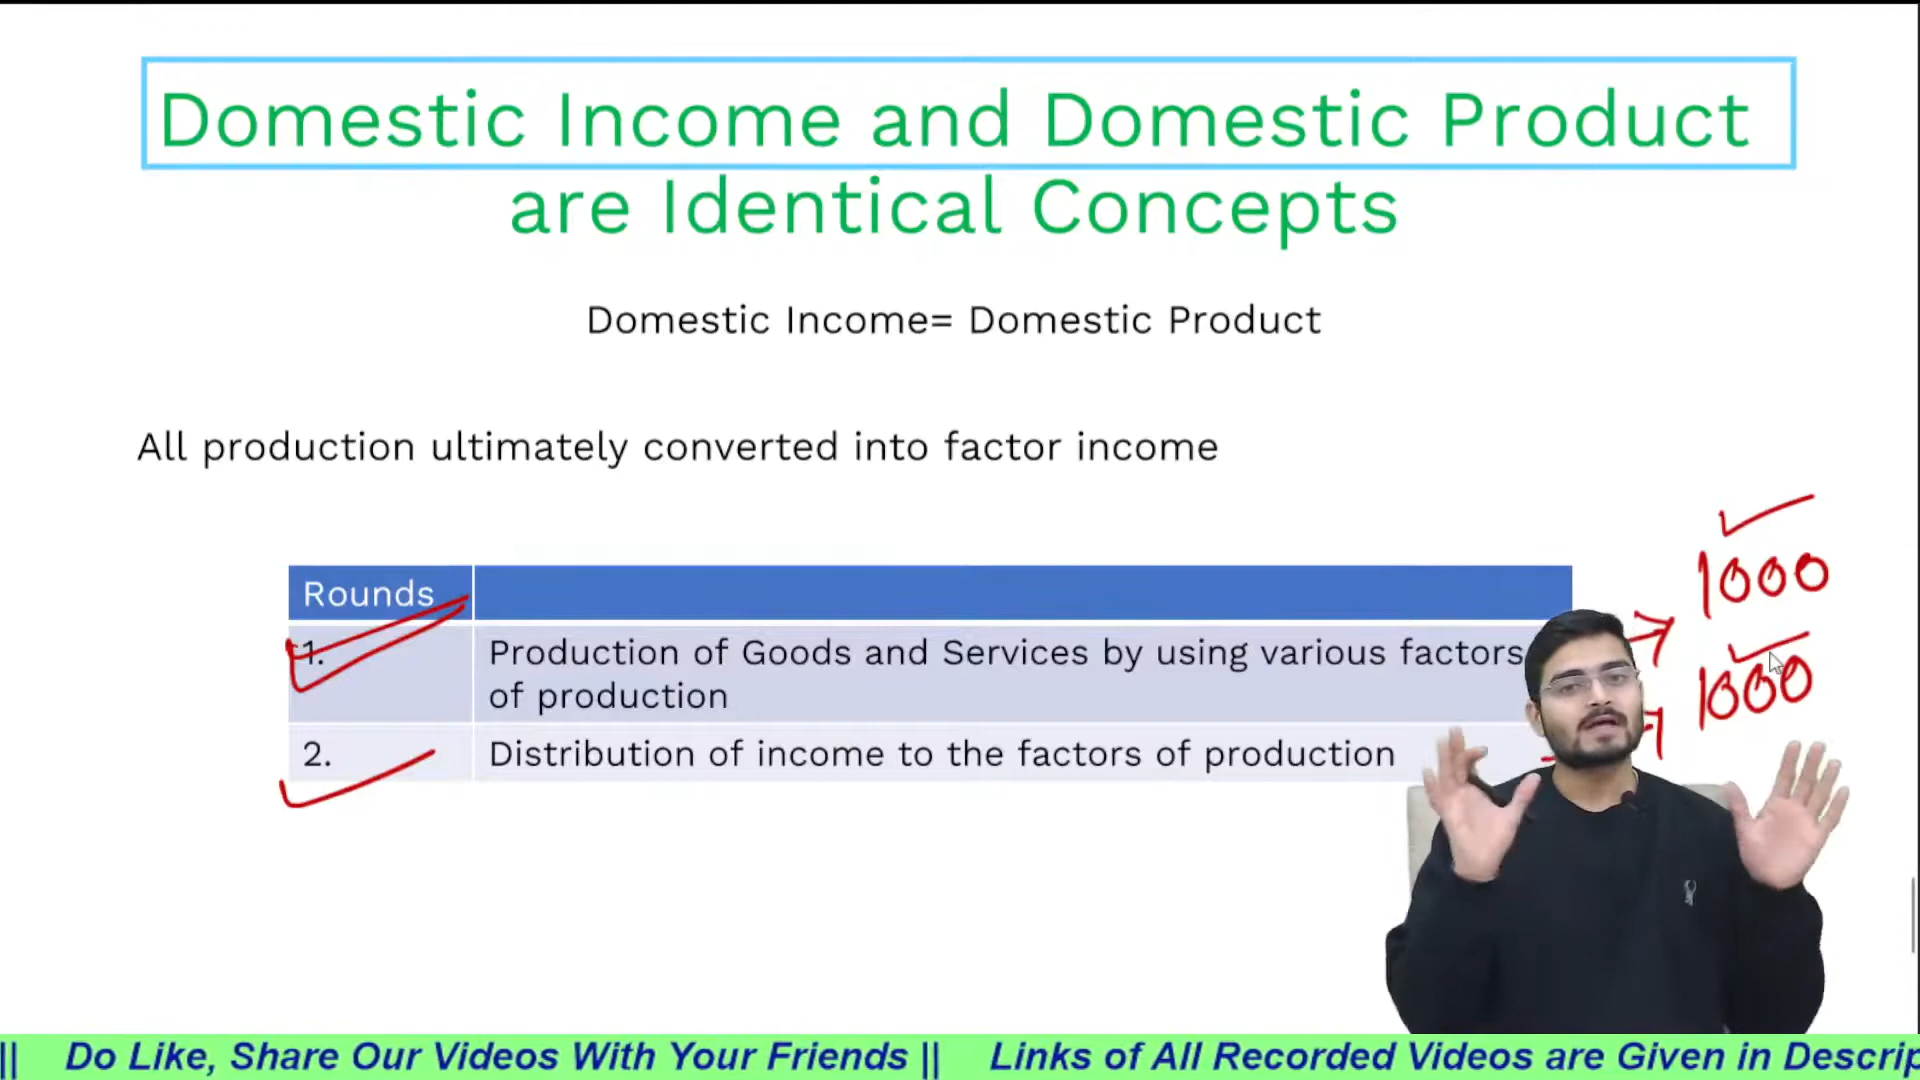 Domestic Income and Domestic Product
are Identical Concepts
Domestic Income= Domestic Product
All production ultimately converted into factor income
Rounds
1. Production of Goods and Services by using various factors
of production
2. Distribution of income to the factors of production
1000
1000
|| Do Like, Share Our Videos With Your Friends || Links of All Recorded Videos are Given in Descrip